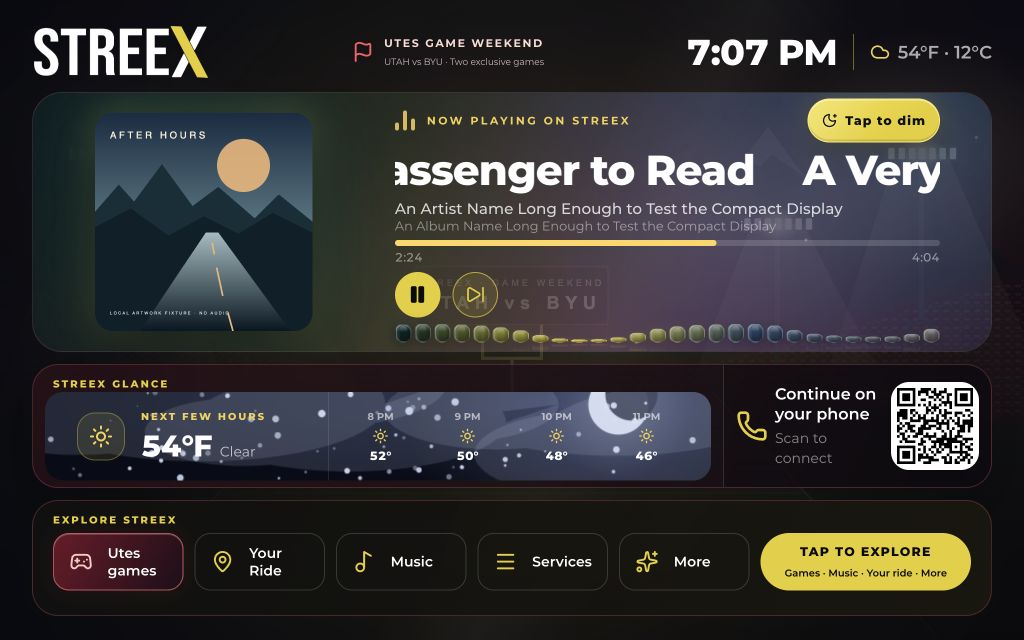 STREEX
UTES GAME WEEKEND
UTAH vs BYU · Two exclusive games
7:07 PM
54°F · 12°C
AFTER HOURS
LOCAL ARTWORK FIXTURE · NO AUDIO
NOW PLAYING ON STREEX
Tap to dim
assenger to Read A Very
An Artist Name Long Enough to Test the Compact Display
An Album Name Long Enough to Test the Compact Display
2:24
4:04
GAME WEEKEND
vs BYU
STREEX GLANCE
NEXT FEW HOURS
54°F Clear
8 PM
9 PM
10 PM
11 PM
52°
50°
48°
46°
Continue on
your phone
Scan to
connect
EXPLORE STREEX
Utes
games
Your
Ride
Music
Services
More
TAP TO EXPLORE
Games · Music · Your ride · More